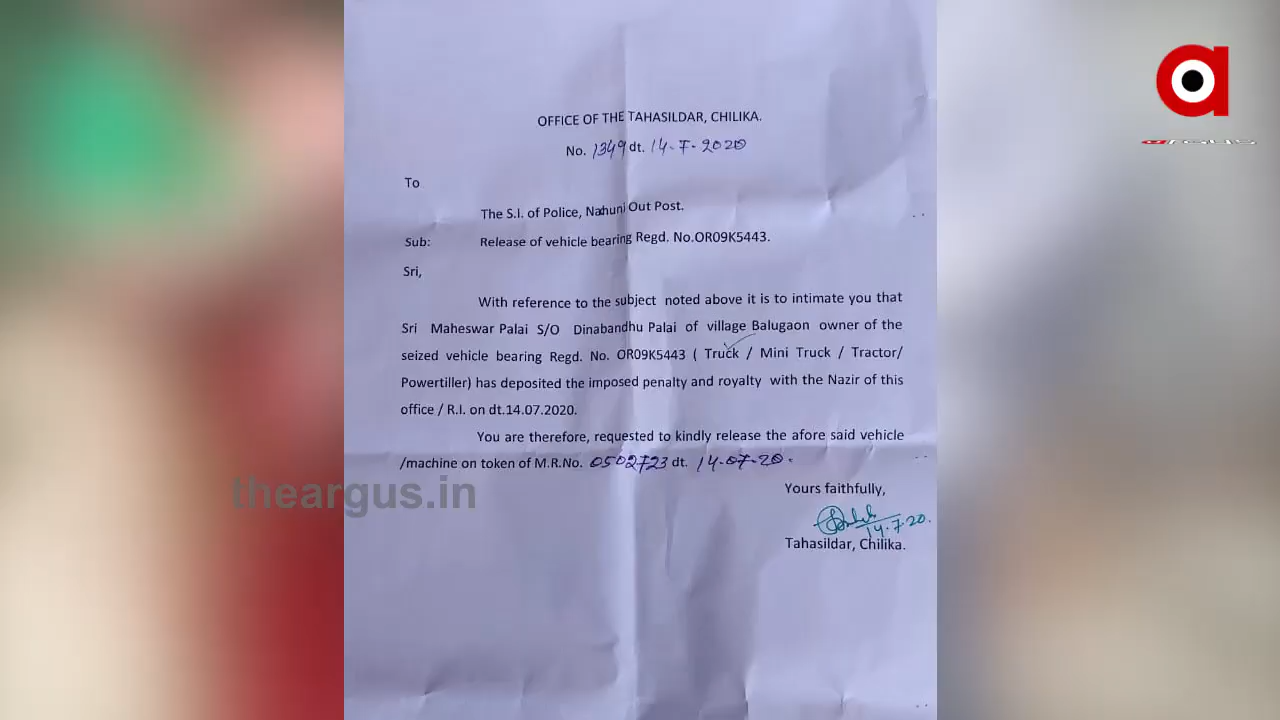 OFFICE OF THE TAHASILDAR, CHILIKA.
No. 1349 dt. 14-7-2020
To
The S.I. of Police, Nachuni Out Post.
Sub: Release of vehicle bearing Regd. No.OR09K5443.
Sri,
With reference to the subject noted above it is to intimate you that
Sri Maheswar Palai S/O Dinabandhu Palai of village Balugaon owner of the
seized vehicle bearing Regd. No. OR09K5443 ( Truck / Mini Truck / Tractor/
Powertiller) has deposited the imposed penalty and royalty with the Nazir of this
office / R.I. on dt.14.07.2020.
You are therefore, requested to kindly release the afore said vehicle
/machine on token of M.R.No. 0502723 dt. 14-07-20.
Yours faithfully,
14.7.20.
Tahasildar, Chilika.
theargus.in
a
argus